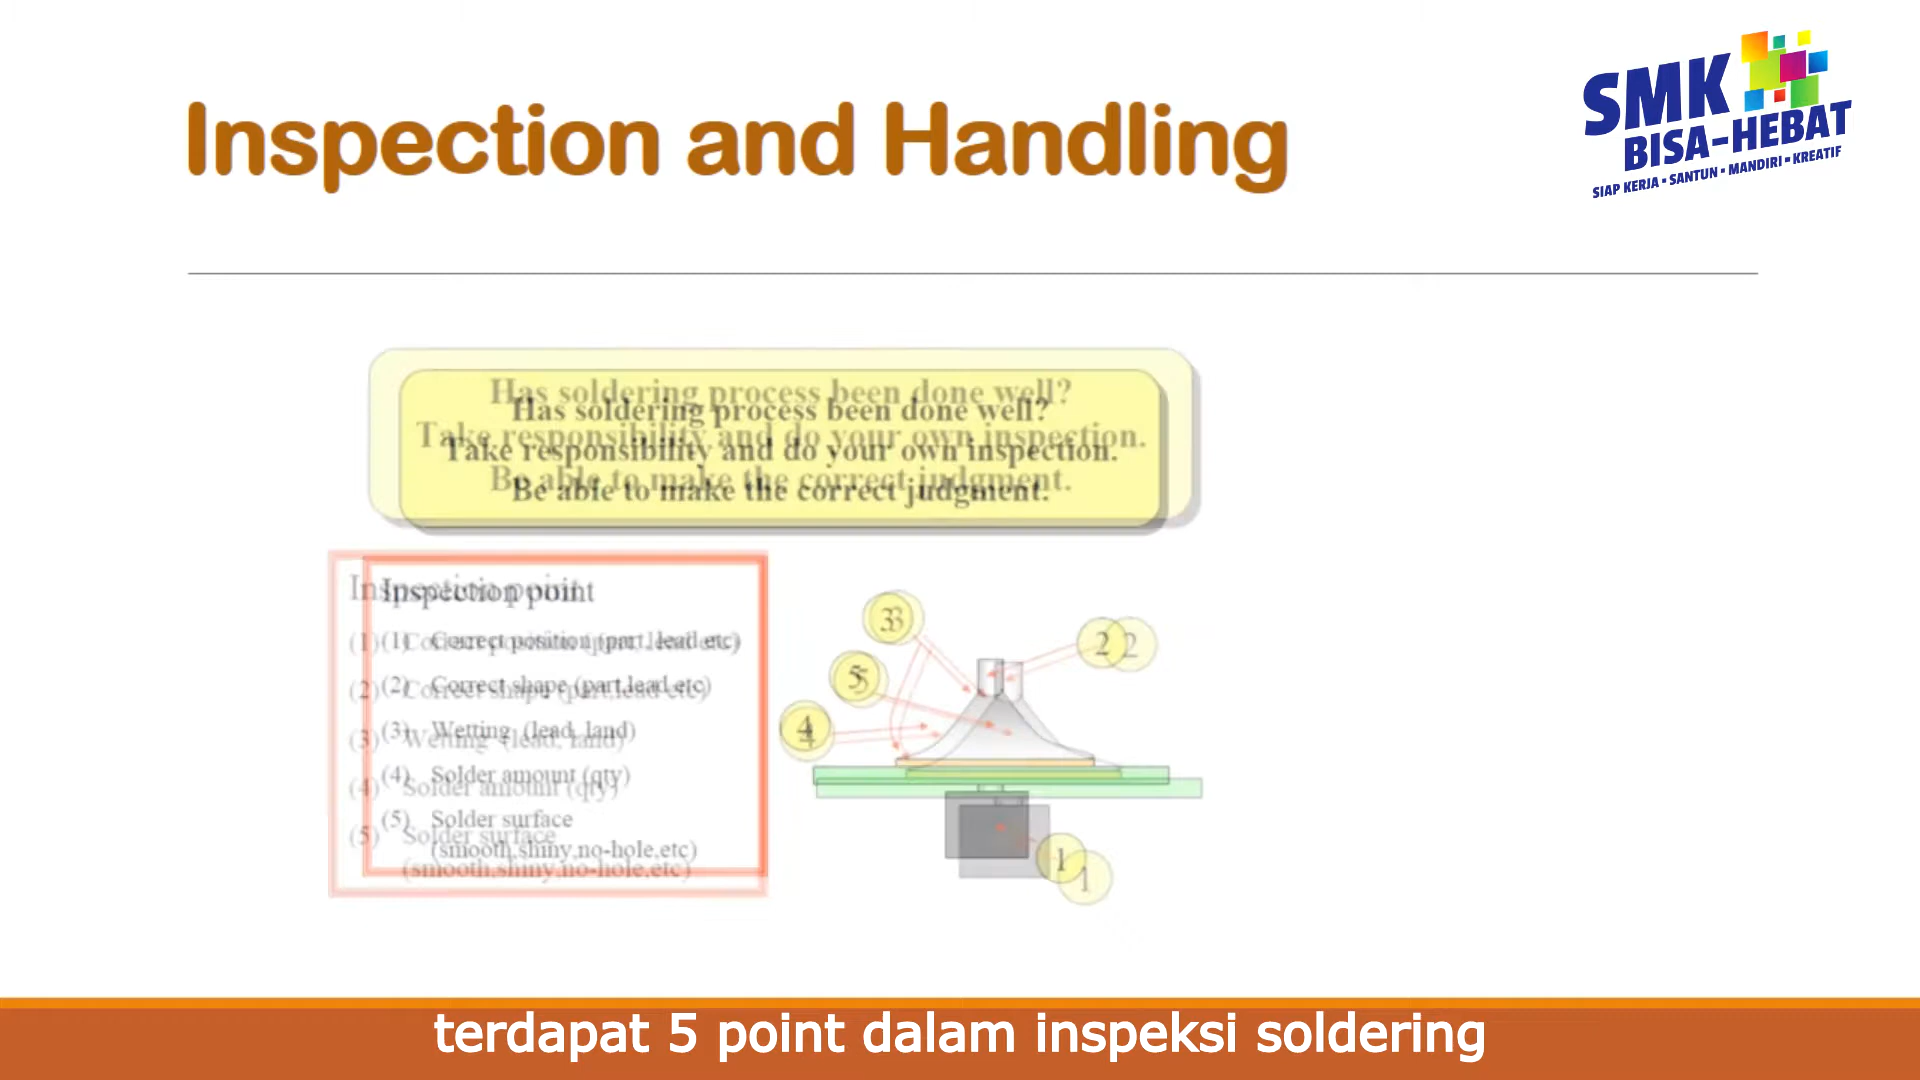 Inspection and Handling
SMK
BISA-HEBAT
SIAP KERJA • SANTUN • MANDIRI • KREATIF
Has soldering process been done well?
Take responsibility and do your own inspection.
Be able to make the correct judgment.
Inspection point
(1) Correct position (part, lead etc)
(2) Correct shape (part,lead etc)
(3) Wetting (lead, land)
(4) Solder amount (qty)
(5) Solder surface
(smooth,shiny,no-hole,etc)
3
2
5
4
1
terdapat 5 point dalam inspeksi soldering